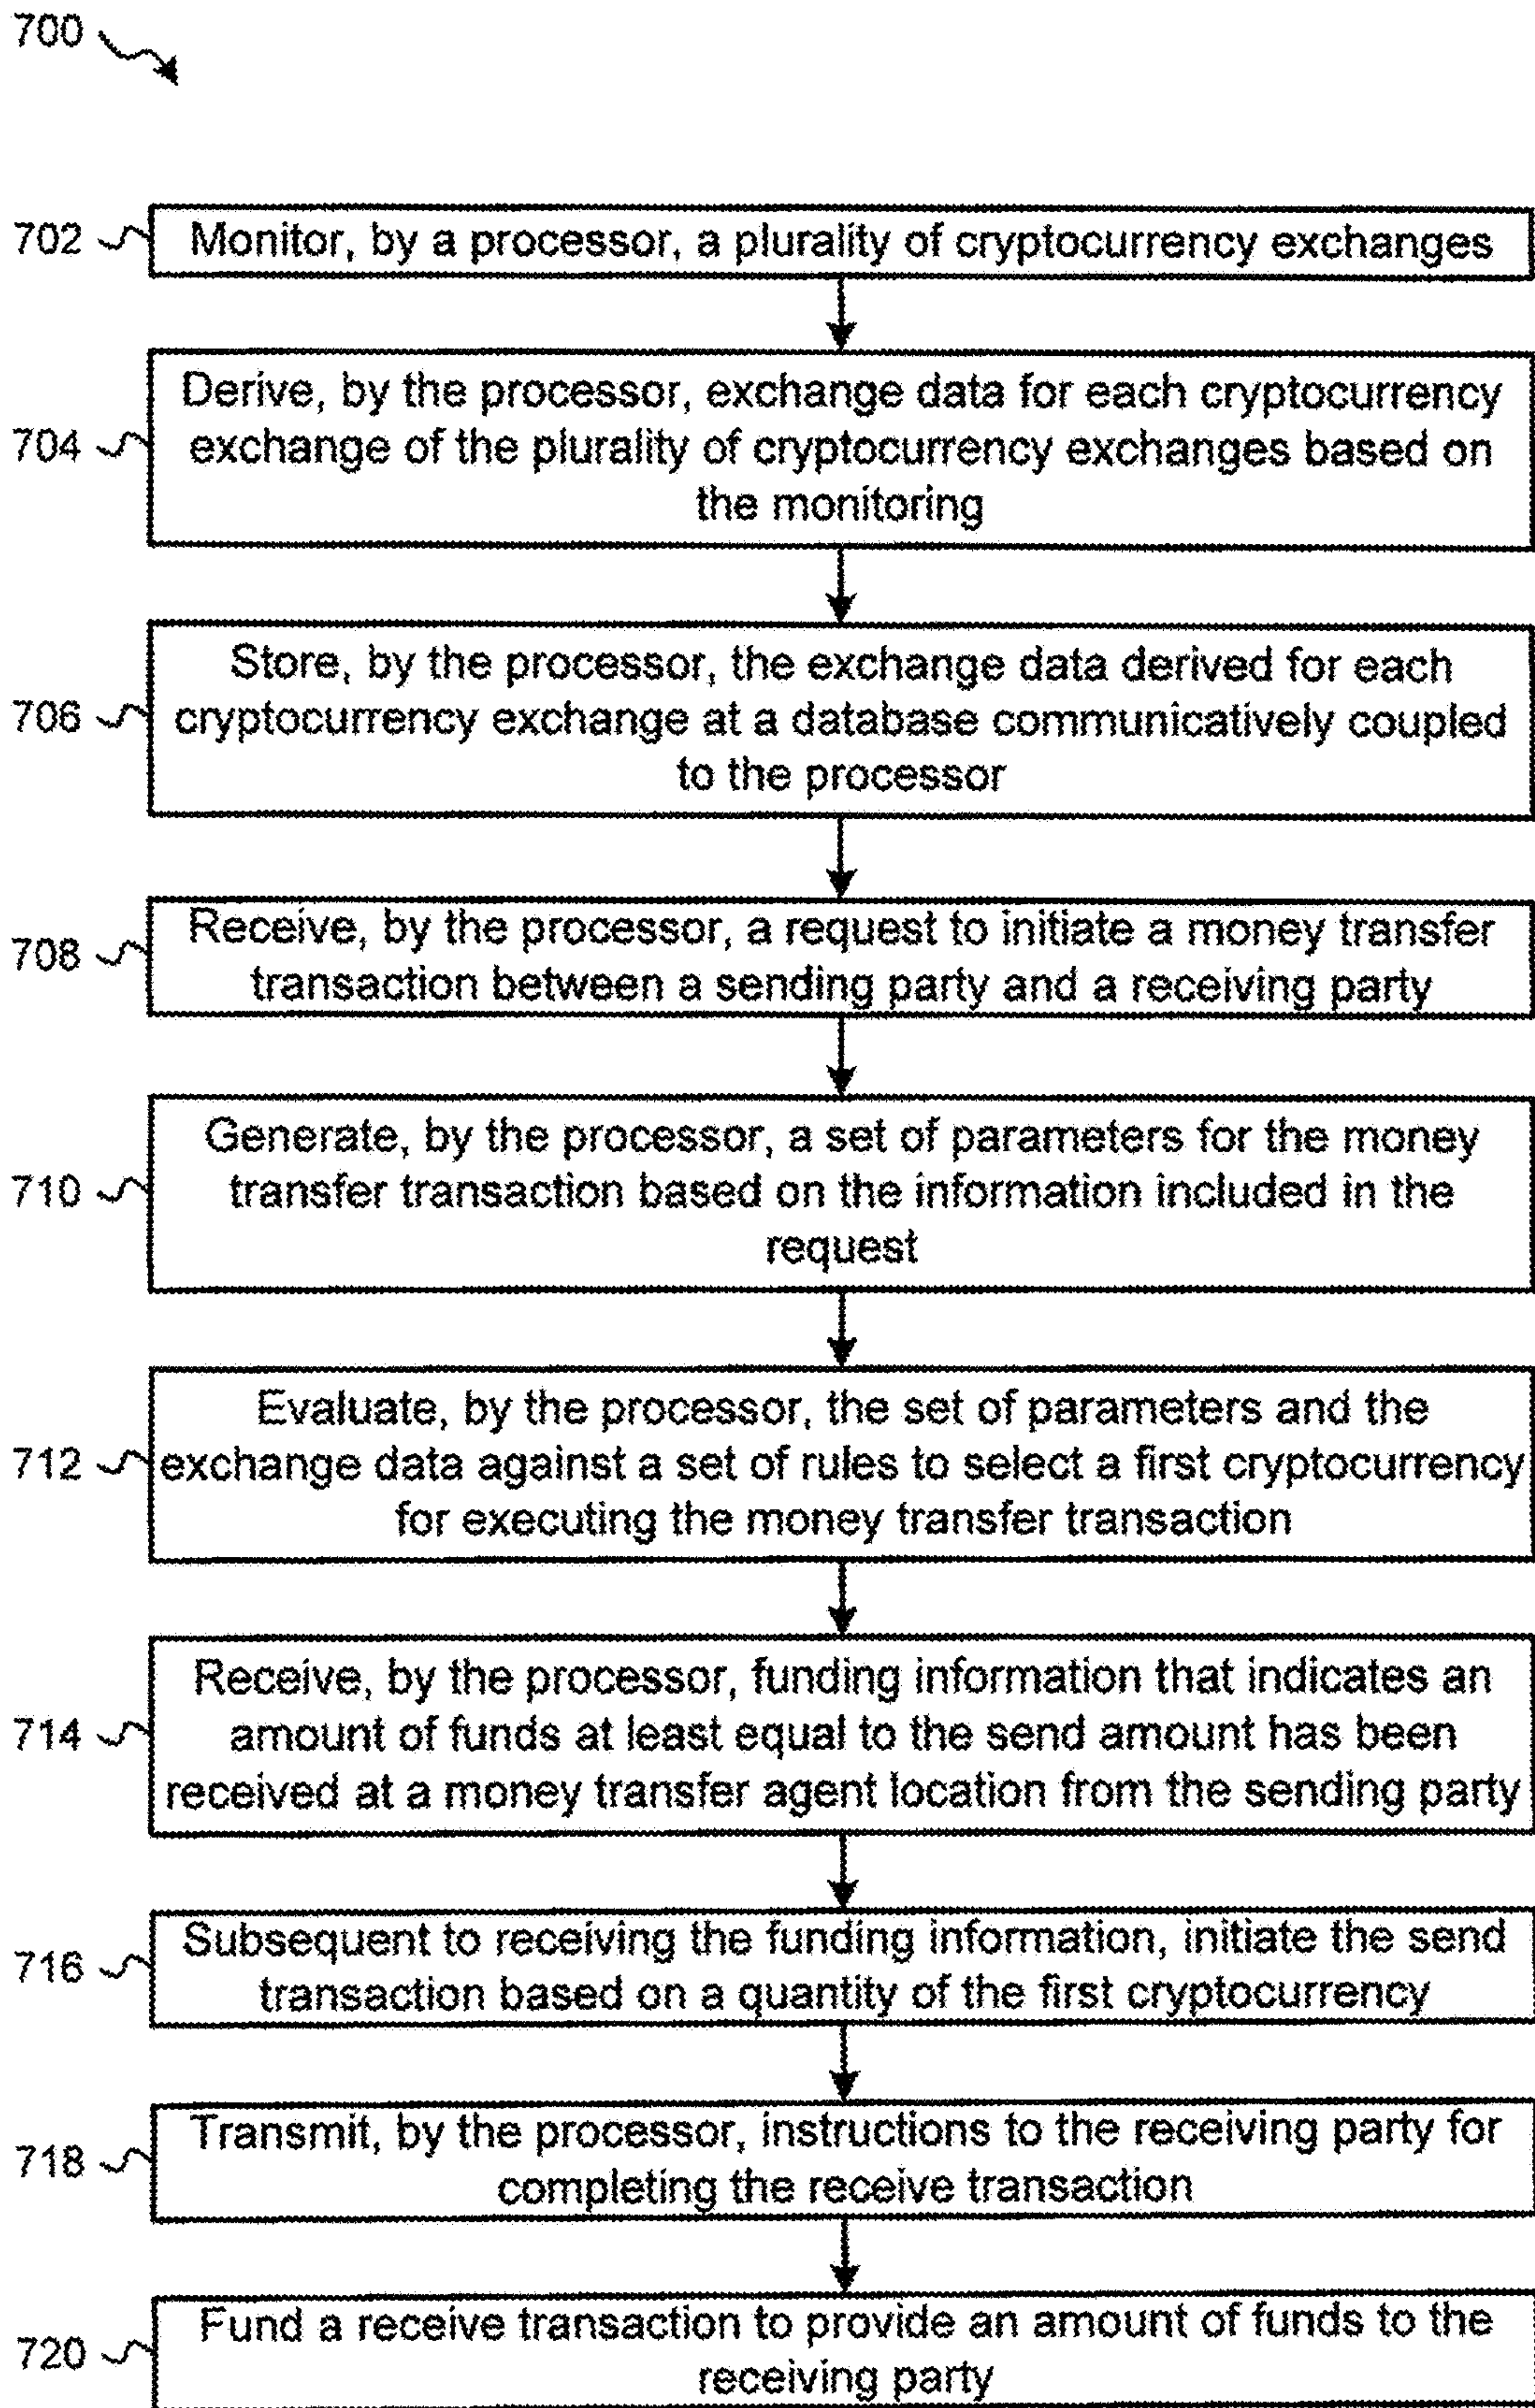 700
702
Monitor, by a processor, a plurality of cryptocurrency exchanges
704
Derive, by the processor, exchange data for each cryptocurrency
exchange of the plurality of cryptocurrency exchanges based on
the monitoring
706
Store, by the processor, the exchange data derived for each
cryptocurrency exchange at a database communicatively coupled
to the processor
708
Receive, by the processor, a request to initiate a money transfer
transaction between a sending party and a receiving party
710
Generate, by the processor, a set of parameters for the money
transfer transaction based on the information included in the
request
712
Evaluate, by the processor, the set of parameters and the
exchange data against a set of rules to select a first cryptocurrency
for executing the money transfer transaction
714
Receive, by the processor, funding information that indicates an
amount of funds at least equal to the send amount has been
received at a money transfer agent location from the sending party
716
Subsequent to receiving the funding information, initiate the send
transaction based on a quantity of the first cryptocurrency
718
Transmit, by the processor, instructions to the receiving party for
completing the receive transaction
720
Fund a receive transaction to provide an amount of funds to the
receiving party